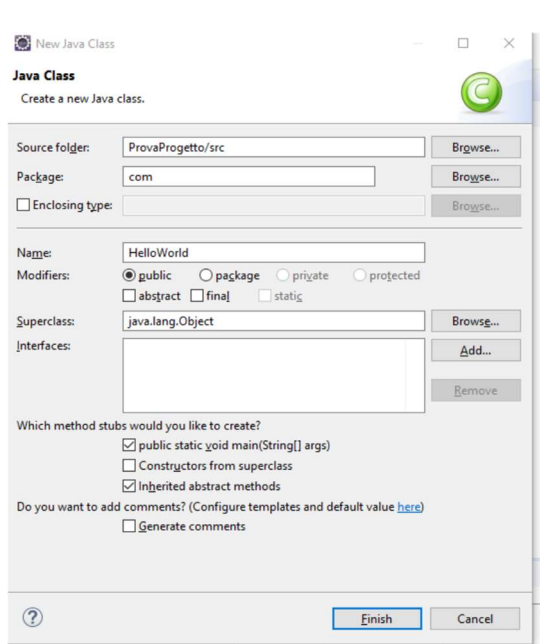 New Java Class
Java Class
Create a new Java class.
Source folder: ProvaProgetto/src Browse...
Package: com Browse...
Enclosing type: Browse...
Name: HelloWorld
Modifiers: public package private protected
abstract final static
Superclass: java.lang.Object Browse...
Interfaces: Add...
Remove
Which method stubs would you like to create?
public static void main(String[] args)
Constructors from superclass
Inherited abstract methods
Do you want to add comments? (Configure templates and default value here)
Generate comments
? Finish Cancel